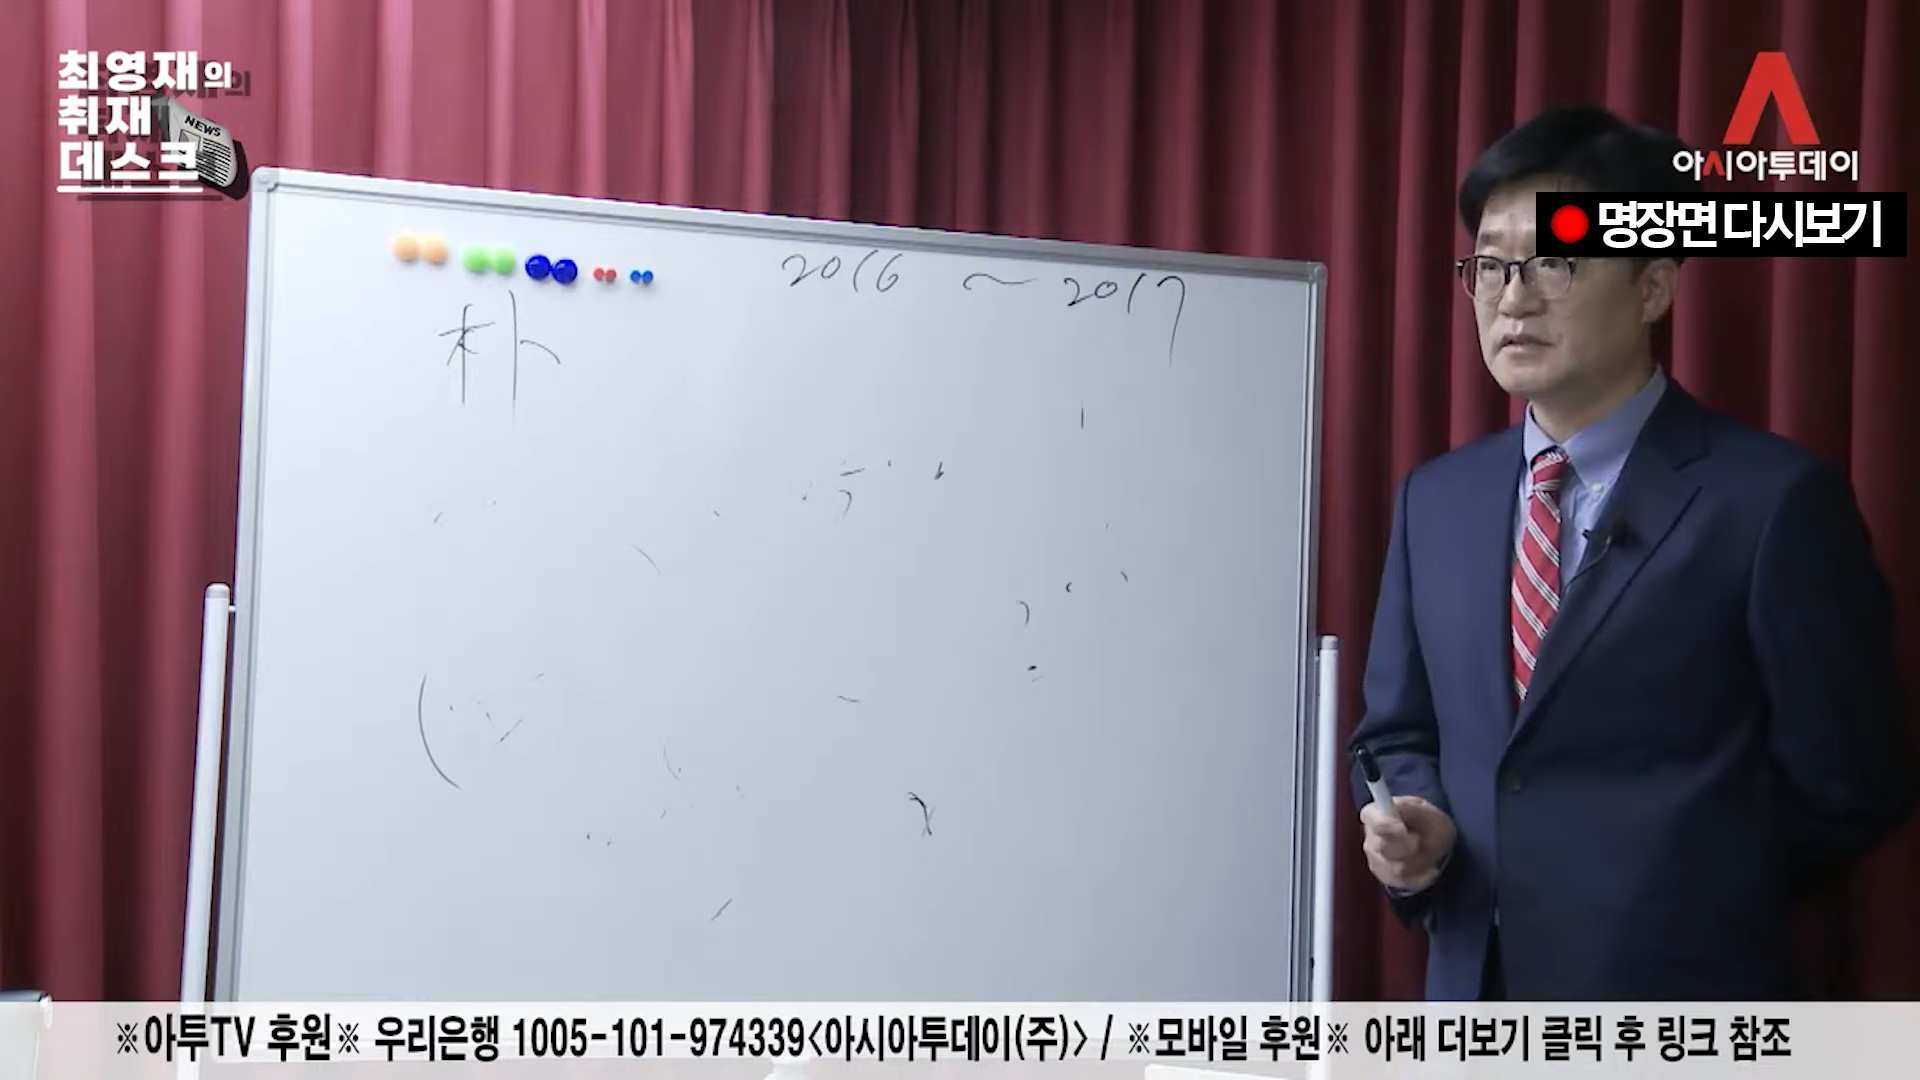 최영재의
취재
데스크
NEWS
아시아투데이
명장면 다시보기
2016 ~ 2017
朴
※아투TV 후원※ 우리은행 1005-101-974339<아시아투데이(주)> / ※모바일 후원※ 아래 더보기 클릭 후 링크 참조